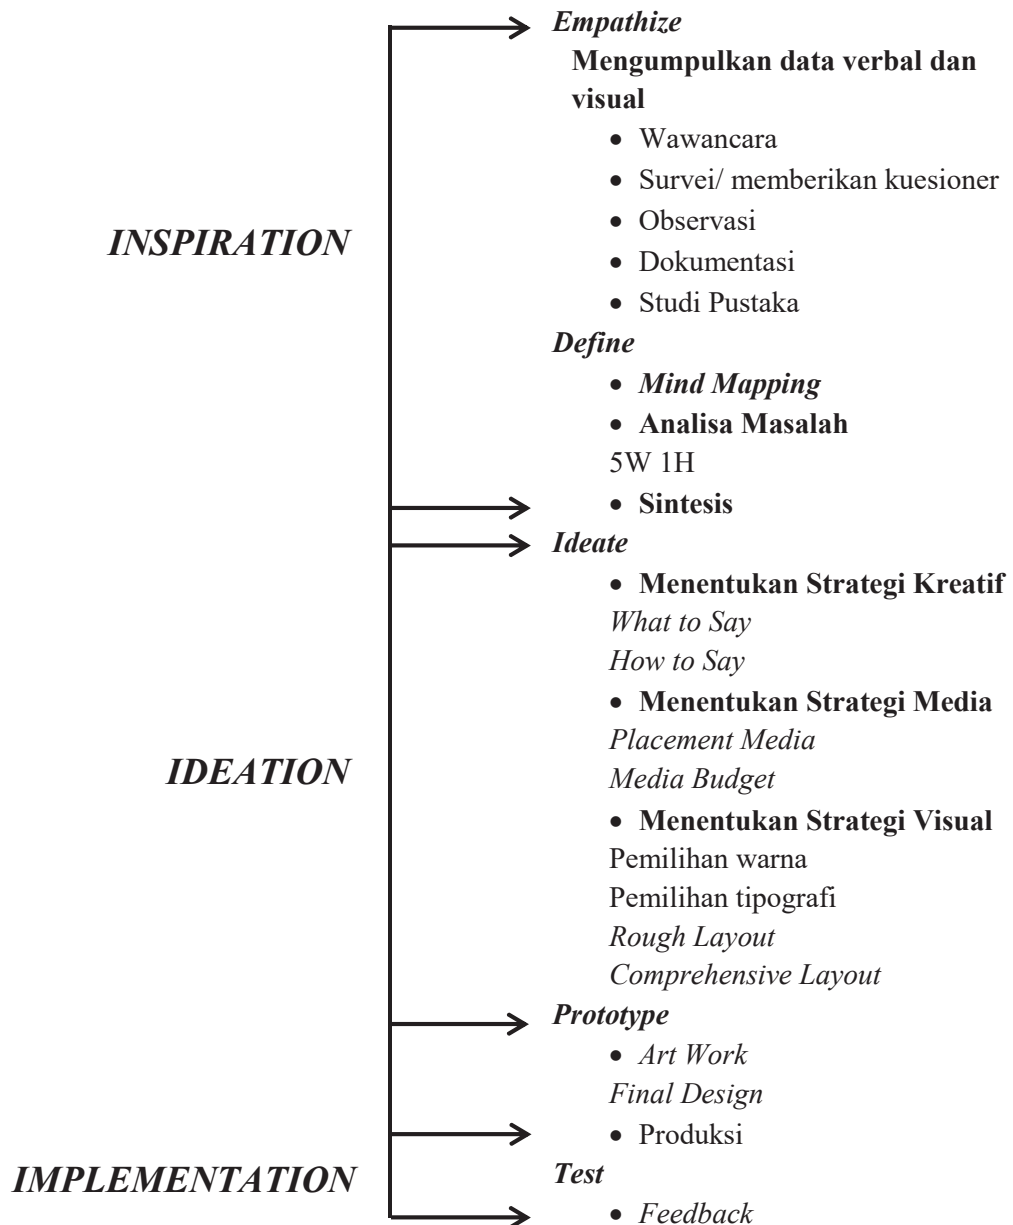 Empathize
Mengumpulkan data verbal dan
visual
• Wawancara
• Survei/ memberikan kuesioner
• Observasi
INSPIRATION
• Dokumentasi
• Studi Pustaka
Define
• Mind Mapping
• Analisa Masalah
5W 1H
• Sintesis
Ideate
• Menentukan Strategi Kreatif
What to Say
How to Say
• Menentukan Strategi Media
Placement Media
IDEATION
Media Budget
• Menentukan Strategi Visual
Pemilihan warna
Pemilihan tipografi
Rough Layout
Comprehensive Layout
Prototype
• Art Work
Final Design
• Produksi
IMPLEMENTATION
Test
• Feedback